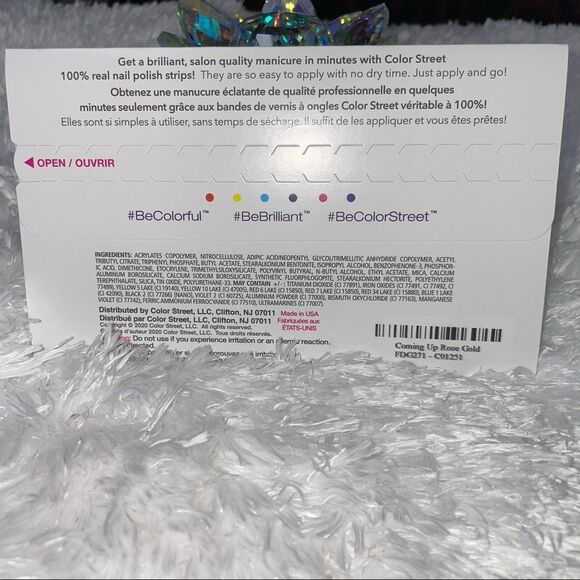 Get a brilliant, salon quality manicure in minutes with Color Street
100% real nail polish strips! They are so easy to apply with no dry time. Just apply and go!
Obtenez une manucure éclatante de qualité professionnelle en quelques
minutes seulement grâce aux bandes de vernis à ongles Color Street véritable à 100%!
Elles sont si simples à utiliser, sans temps de séchage. Il suffit de les appliquer et vous êtes prêtes!
OPEN / OUVRIR
#BeColorful™ #BeBrilliant™ #BeColorStreet™
INGREDIENTS: ACRYLATES COPOLYMER, NITROCELLULOSE, ADIPIC ACID/NEOPENTYL GLYCOL/TRIMELLITIC ANHYDRIDE COPOLYMER, ACETYL
TRIBUTYL CITRATE, TRIPHENYL PHOSPHATE, BUTYL ACETATE, STEARALKONIUM BENTONITE, ISOPROPYL ALCOHOL, BENZOPHENONE-3, PHOSPHOR-
IC ACID, DIMETHICONE, ETOCRYLENE, TRIMETHYLSILOXYSILICATE, POLYVINYL BUTYRAL, N-BUTYL ALCOHOL, ETHYL ACETATE, MICA, CALCIUM
ALUMINUM BOROSILICATE, CALCIUM SODIUM BOROSILICATE, SYNTHETIC FLUORPHLOGOPITE, STEARALKONIUM HECTORITE, POLYETHYLENE
TEREPHTHALATE, SILICA, TIN OXIDE, POLYURETHANE-33. MAY CONTAIN +/- : TITANIUM DIOXIDE (CI 77891), IRON OXIDES (CI 77491, CI 77492, CI
77499), YELLOW 5 LAKE (CI 19140), YELLOW 6 LAKE (CI 15985), RED 6 LAKE (CI 15850), RED 7 LAKE (CI 15850), RED 34 LAKE (CI 15880), BLUE 1 LAKE
(CI 42090), BLACK 2 (CI 77266) [NANO], VIOLET 2 (CI 60725), ALUMINUM POWDER (CI 77000), BISMUTH OXYCHLORIDE (CI 77163), MANGANESE
VIOLET (CI 77742), FERRIC AMMONIUM FERROCYANIDE (CI 77510), ULTRAMARINES (CI 77007).
Distributed by Color Street, LLC, Clifton, NJ 07011
Distribué par Color Street, LLC, Clifton, NJ 07011
Copyright © 2020 Color Street, LLC. All rights reserved.
d'auteur 2020 Color Street, LLC. Tous droits réservés.
Do not use if you experience irritation or an allergic reaction.
directed.
Made in USA
Fabriquées aux
ÉTATS-UNIS
Coming Up Rose Gold
FDG271 - C01251